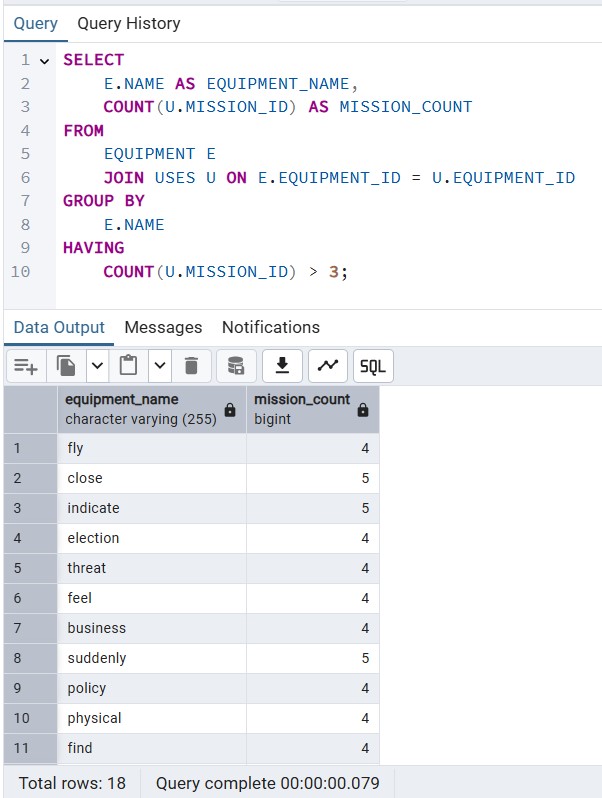 Query Query History
1 SELECT
2 E.NAME AS EQUIPMENT_NAME,
3 COUNT(U.MISSION_ID) AS MISSION_COUNT
4 FROM
5 EQUIPMENT E
6 JOIN USES U ON E.EQUIPMENT_ID = U.EQUIPMENT_ID
7 GROUP BY
8 E.NAME
9 HAVING
10 COUNT(U.MISSION_ID) > 3;
Data Output Messages Notifications
SQL
equipment_name mission_count
character varying (255) bigint
1 fly 4
2 close 5
3 indicate 5
4 election 4
5 threat 4
6 feel 4
7 business 4
8 suddenly 5
9 policy 4
10 physical 4
11 find 4
Total rows: 18 Query complete 00:00:00.079